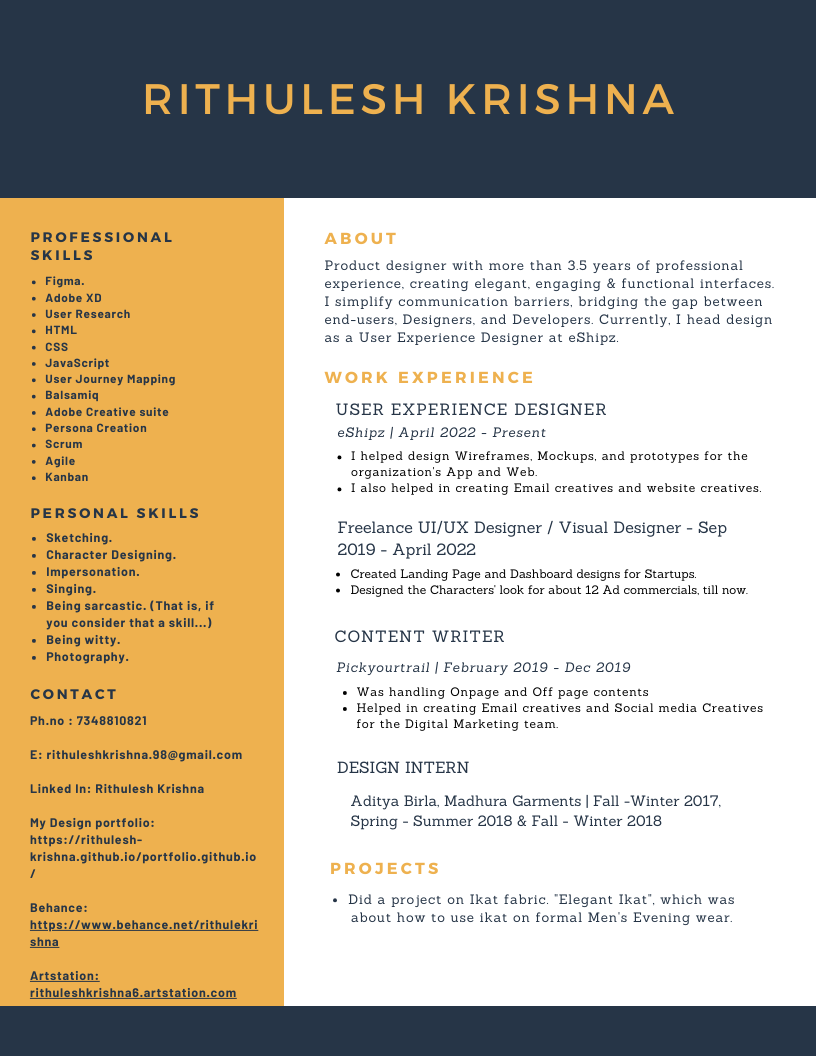 RITHULESH KRISHNA
PROFESSIONAL
SKILLS
• Figma.
• Adobe XD
• User Research
• HTML
• CSS
• JavaScript
• User Journey Mapping
• Balsamiq
• Adobe Creative suite
• Persona Creation
• Scrum
• Agile
• Kanban
PERSONAL SKILLS
• Sketching.
• Character Designing.
• Impersonation.
• Singing.
• Being sarcastic. (That is, if
you consider that a skill...)
• Being witty.
• Photography.
CONTACT
Ph.no : 7348810821
E: rithuleshkrishna.98@gmail.com
Linked In: Rithulesh Krishna
My Design portfolio:
https://rithulesh-
krishna.github.io/portfolio.github.io
/
Behance:
https://www.behance.net/rithulekri
shna
Artstation:
rithuleshkrishna6.artstation.com
ABOUT
Product designer with more than 3.5 years of professional
experience, creating elegant, engaging & functional interfaces.
I simplify communication barriers, bridging the gap between
end-users, Designers, and Developers. Currently, I head design
as a User Experience Designer at eShipz.
WORK EXPERIENCE
USER EXPERIENCE DESIGNER
eShipz | April 2022 - Present
• I helped design Wireframes, Mockups, and prototypes for the
organization's App and Web.
• I also helped in creating Email creatives and website creatives.
Freelance UI/UX Designer / Visual Designer - Sep
2019 - April 2022
• Created Landing Page and Dashboard designs for Startups.
• Designed the Characters' look for about 12 Ad commercials, till now.
CONTENT WRITER
Pickyourtrail | February 2019 - Dec 2019
• Was handling Onpage and Off page contents
• Helped in creating Email creatives and Social media Creatives
for the Digital Marketing team.
DESIGN INTERN
Aditya Birla, Madhura Garments | Fall -Winter 2017,
Spring - Summer 2018 & Fall - Winter 2018
PROJECTS
• Did a project on Ikat fabric. "Elegant Ikat", which was
about how to use ikat on formal Men's Evening wear.